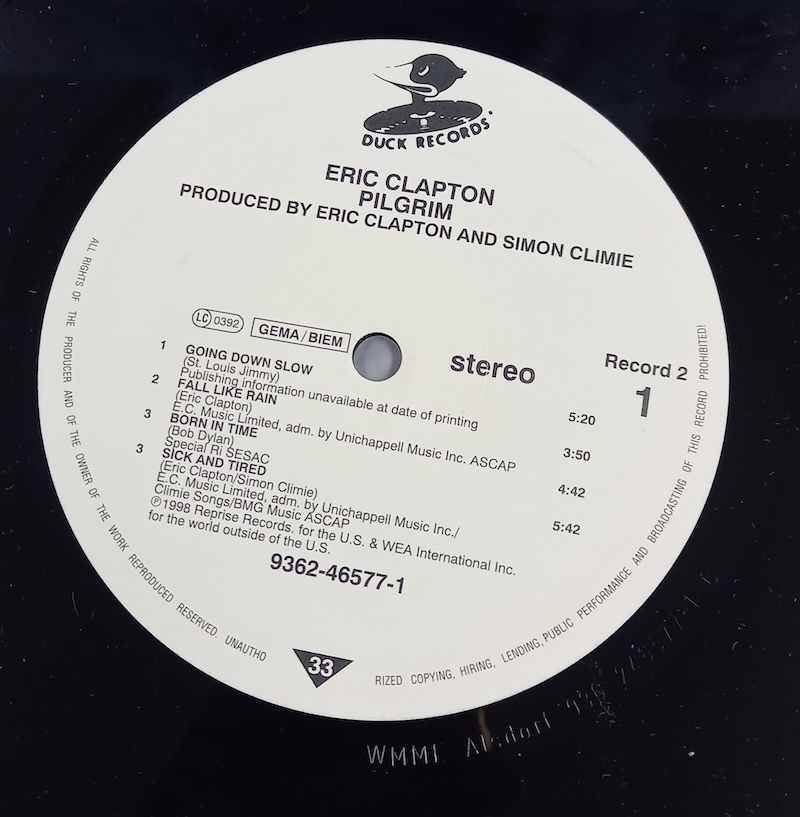 DUCK RECORDS
ERIC CLAPTON
PILGRIM
PRODUCED BY ERIC CLAPTON AND SIMON CLIMIE
LC 0392
GEMA/BIEM
stereo
Record 2
1
1 GOING DOWN SLOW
(St. Louis Jimmy)
Publishing information unavailable at date of printing 5:20
2 FALL LIKE RAIN
(Eric Clapton)
E.C. Music Limited, adm. by Unichappell Music Inc. ASCAP 3:50
3 BORN IN TIME
(Bob Dylan)
Special Ri SESAC 4:42
3 SICK AND TIRED
(Eric Clapton/Simon Climie)
E.C. Music Limited, adm. by Unichappell Music Inc./
Climie Songs/BMG Music ASCAP 5:42
℗1998 Reprise Records. for the U.S. & WEA International Inc.
for the world outside of the U.S.
9362-46577-1
33
ALL RIGHTS OF THE PRODUCER AND OF THE OWNER OF THE WORK REPRODUCED RESERVED. UNAUTHO
RIZED COPYING, HIRING, LENDING, PUBLIC PERFORMANCE AND BROADCASTING OF THIS RECORD PROHIBITED!
WMME Alsdorf